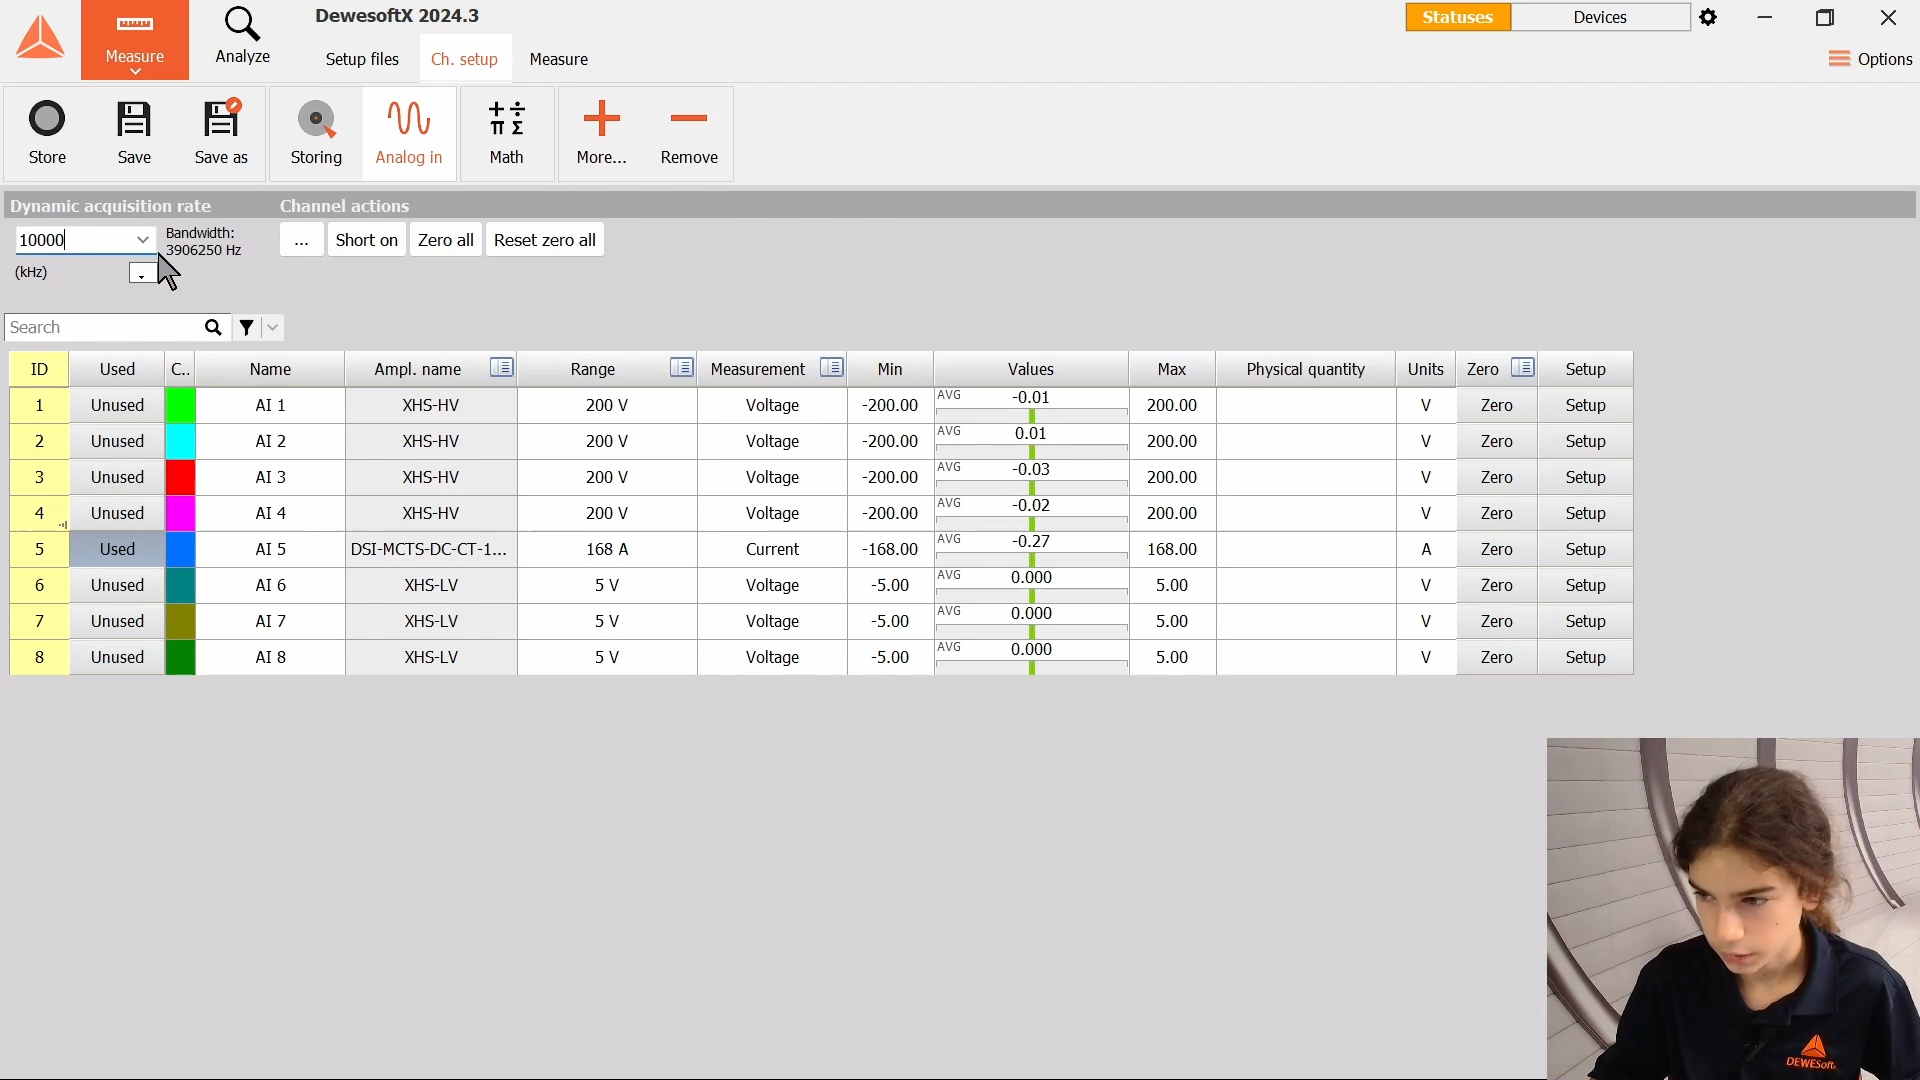 DewesoftX 2024.3
Statuses
Devices
Measure
Analyze
Setup files
Ch. setup
Measure
Options
Store
Save
Save as
Storing
Analog in
Math
More...
Remove
Dynamic acquisition rate
Channel actions
10000
Bandwidth:
3906250 Hz
(kHz)
...
Short on
Zero all
Reset zero all
Search
ID Used C.. Name Ampl. name Range Measurement Min Values Max Physical quantity Units Zero Setup
1 Unused AI 1 XHS-HV 200 V Voltage -200.00 AVG -0.01 200.00 V Zero Setup
2 Unused AI 2 XHS-HV 200 V Voltage -200.00 AVG 0.01 200.00 V Zero Setup
3 Unused AI 3 XHS-HV 200 V Voltage -200.00 AVG -0.03 200.00 V Zero Setup
4 Unused AI 4 XHS-HV 200 V Voltage -200.00 AVG -0.02 200.00 V Zero Setup
5 Used AI 5 DSI-MCTS-DC-CT-1... 168 A Current -168.00 AVG -0.27 168.00 A Zero Setup
6 Unused AI 6 XHS-LV 5 V Voltage -5.00 AVG 0.000 5.00 V Zero Setup
7 Unused AI 7 XHS-LV 5 V Voltage -5.00 AVG 0.000 5.00 V Zero Setup
8 Unused AI 8 XHS-LV 5 V Voltage -5.00 AVG 0.000 5.00 V Zero Setup
DEWESoft